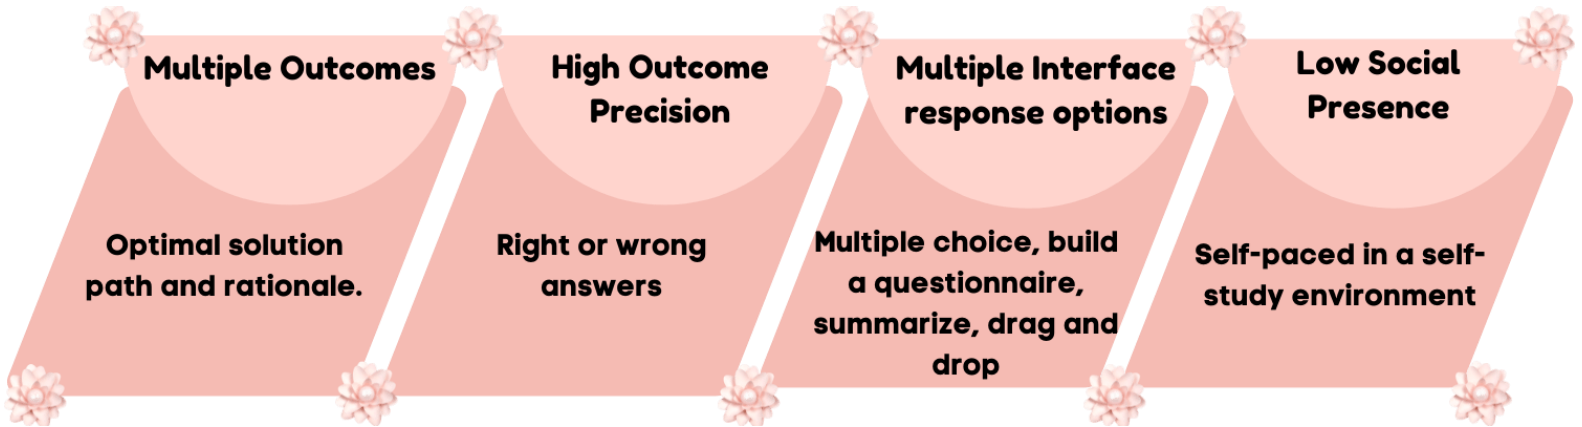 Multiple Outcomes
Optimal solution
path and rationale.
High Outcome
Precision
Right or wrong
answers
Multiple Interface
response options
Multiple choice, build
a questionnaire,
summarize, drag and
drop
Low Social
Presence
Self-paced in a self-
study environment